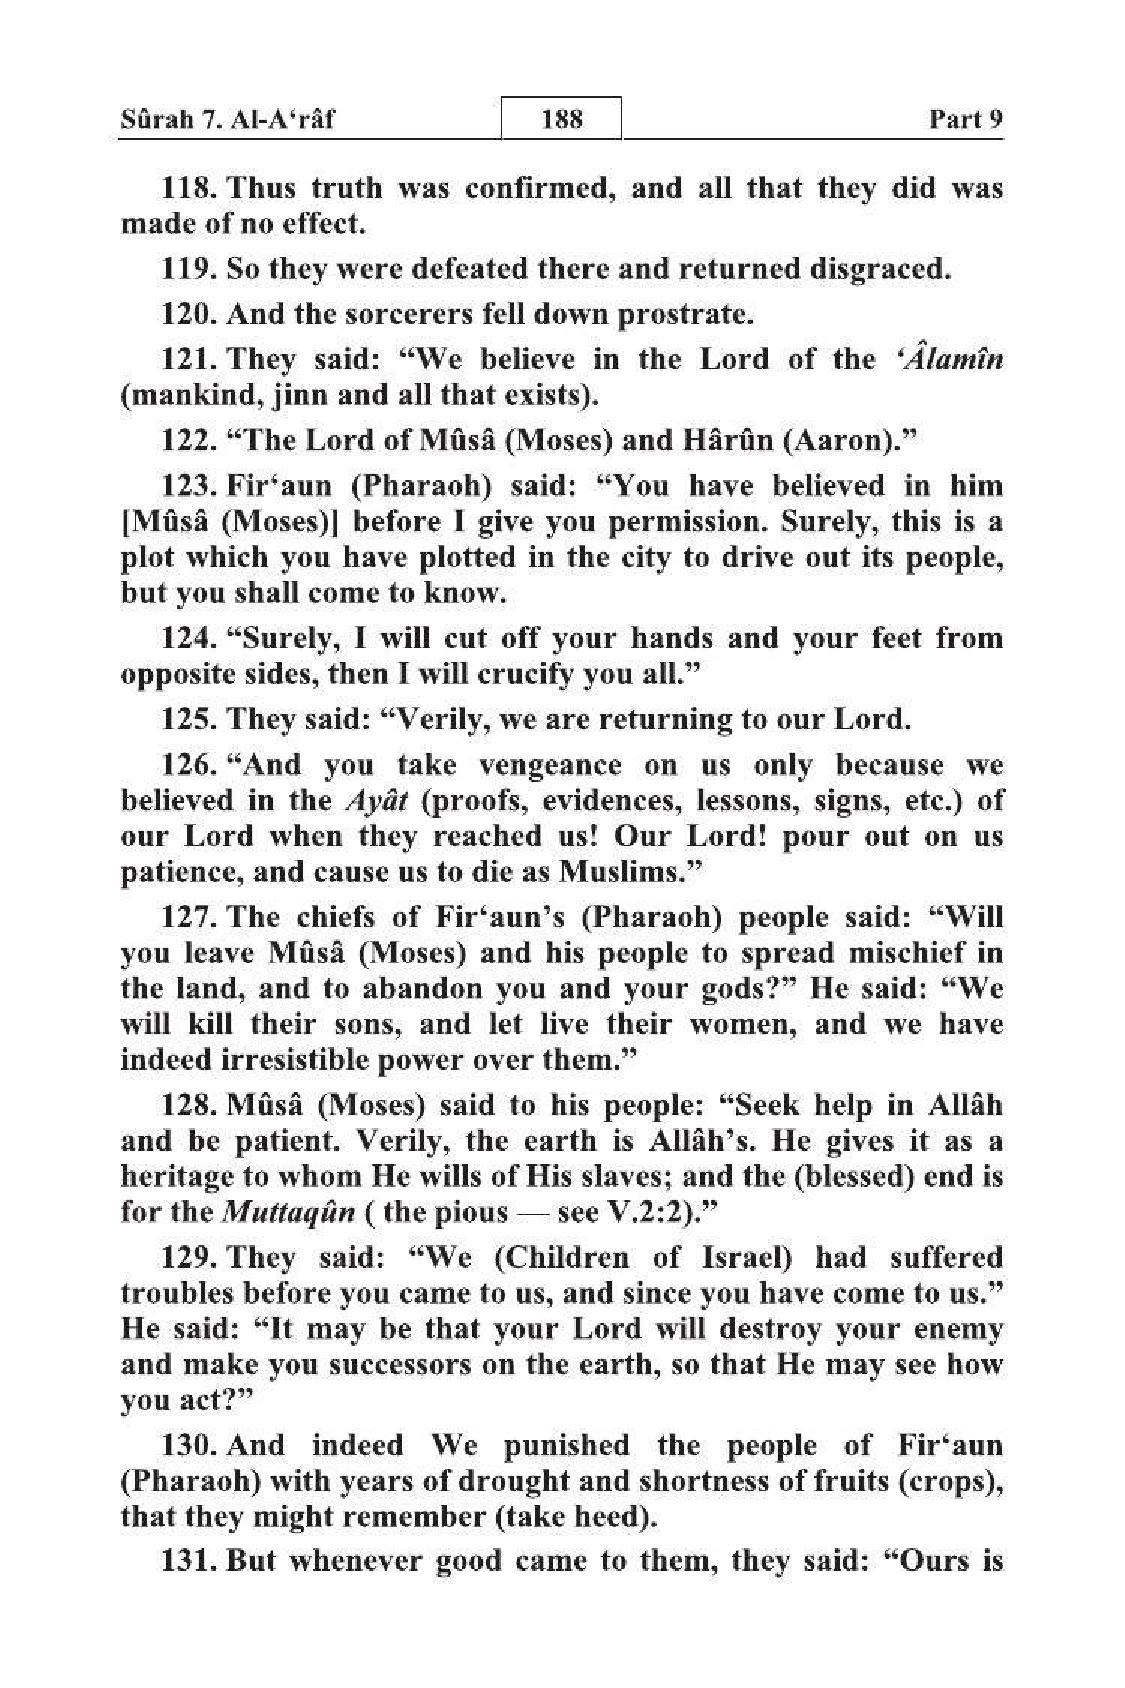 Sûrah 7. Al-A‘râf 188 Part 9
118. Thus truth was confirmed, and all that they did was
made of no effect.
119. So they were defeated there and returned disgraced.
120. And the sorcerers fell down prostrate.
121. They said: “We believe in the Lord of the ‘Âlamîn
(mankind, jinn and all that exists).
122. “The Lord of Mûsâ (Moses) and Hârûn (Aaron).”
123. Fir‘aun (Pharaoh) said: “You have believed in him
[Mûsâ (Moses)] before I give you permission. Surely, this is a
plot which you have plotted in the city to drive out its people,
but you shall come to know.
124. “Surely, I will cut off your hands and your feet from
opposite sides, then I will crucify you all.”
125. They said: “Verily, we are returning to our Lord.
126. “And you take vengeance on us only because we
believed in the Ayât (proofs, evidences, lessons, signs, etc.) of
our Lord when they reached us! Our Lord! pour out on us
patience, and cause us to die as Muslims.”
127. The chiefs of Fir‘aun’s (Pharaoh) people said: “Will
you leave Mûsâ (Moses) and his people to spread mischief in
the land, and to abandon you and your gods?” He said: “We
will kill their sons, and let live their women, and we have
indeed irresistible power over them.”
128. Mûsâ (Moses) said to his people: “Seek help in Allâh
and be patient. Verily, the earth is Allâh’s. He gives it as a
heritage to whom He wills of His slaves; and the (blessed) end is
for the Muttaqûn ( the pious — see V.2:2).”
129. They said: “We (Children of Israel) had suffered
troubles before you came to us, and since you have come to us.”
He said: “It may be that your Lord will destroy your enemy
and make you successors on the earth, so that He may see how
you act?”
130. And indeed We punished the people of Fir‘aun
(Pharaoh) with years of drought and shortness of fruits (crops),
that they might remember (take heed).
131. But whenever good came to them, they said: “Ours is